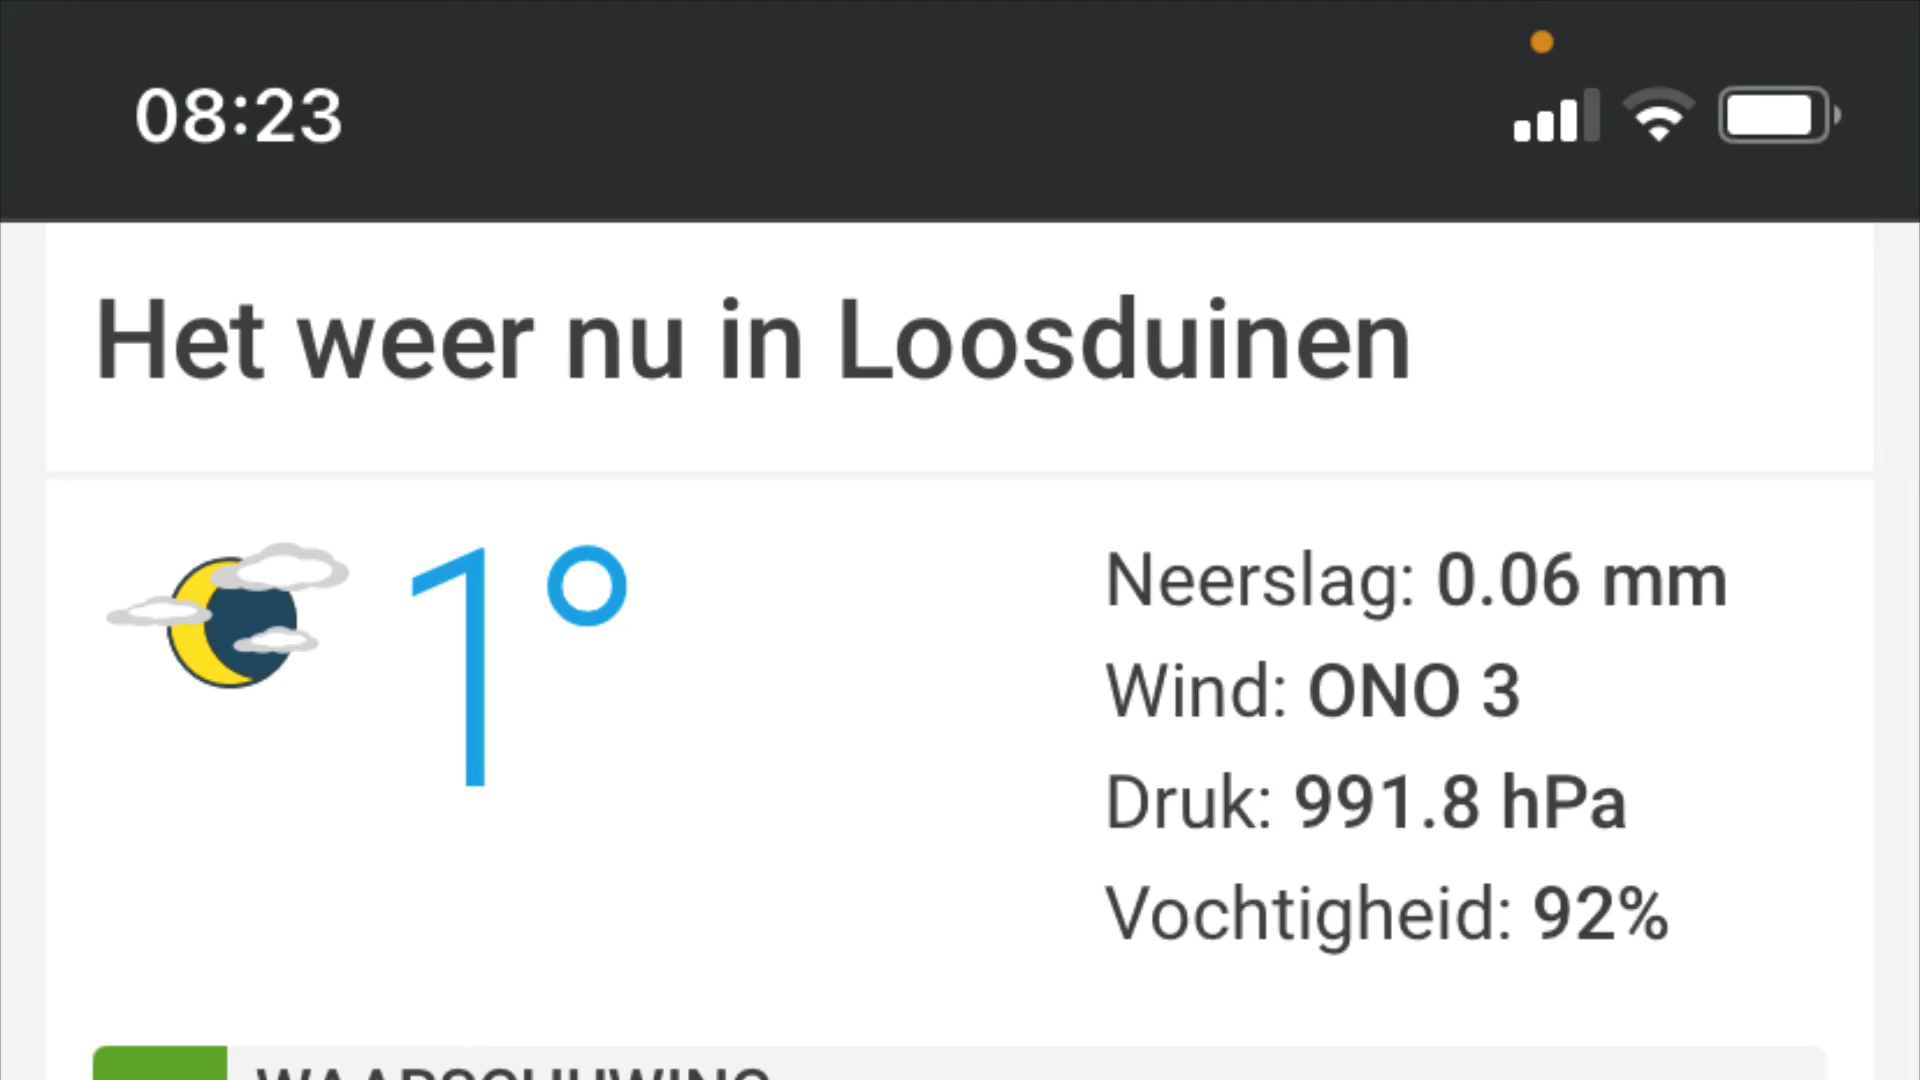 08:23
Het weer nu in Loosduinen
1°
Neerslag: 0.06 mm
Wind: ONO 3
Druk: 991.8 hPa
Vochtigheid: 92%
WAARSCHUWING